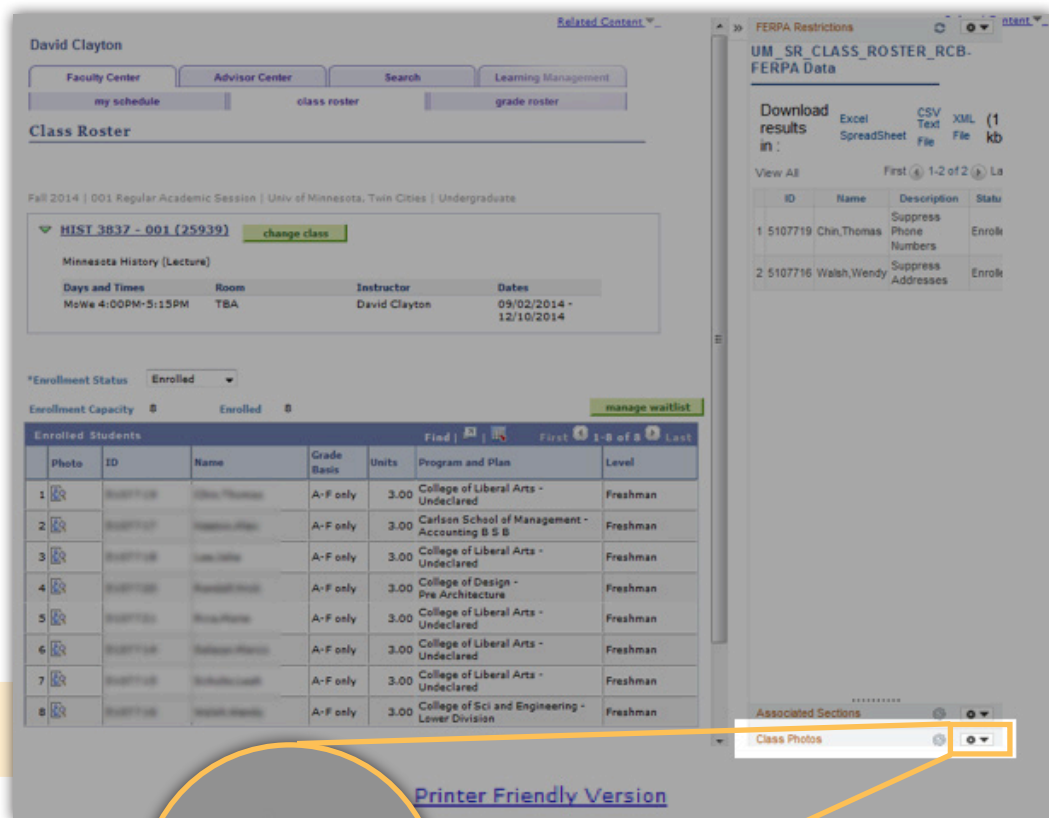 Related Content
David Clayton
Faculty Center Advisor Center Search Learning Management
my schedule class roster grade roster
Class Roster
Fall 2014 | 001 Regular Academic Session | Univ of Minnesota, Twin Cities | Undergraduate
HIST 3837 - 001 (25939) change class
Minnesota History (Lecture)
Days and Times Room Instructor Dates
MoWe 4:00PM-5:15PM TBA David Clayton 09/02/2014 -
12/10/2014
*Enrollment Status Enrolled
Enrollment Capacity 8 Enrolled 8 manage waitlist
Enrolled Students Find | | First 1-8 of 8 Last
Photo ID Name Grade Basis Units Program and Plan Level
1 A-F only 3.00 College of Liberal Arts - Freshman
Undeclared
2 A-F only 3.00 Carlson School of Management - Freshman
Accounting B S B
3 A-F only 3.00 College of Liberal Arts - Freshman
Undeclared
4 A-F only 3.00 College of Design - Freshman
Pre Architecture
5 A-F only 3.00 College of Liberal Arts - Freshman
Undeclared
6 A-F only 3.00 College of Liberal Arts - Freshman
Undeclared
7 A-F only 3.00 College of Liberal Arts - Freshman
Undeclared
8 A-F only 3.00 College of Sci and Engineering - Freshman
Lower Division
Printer Friendly Version
FERPA Restrictions
UM_SR_CLASS_ROSTER_RCB-
FERPA Data
Download results in : Excel SpreadSheet CSV Text File XML File (1 kb
View All First 1-2 of 2 La
ID Name Description Statu
1 5107719 Chin,Thomas Suppress Phone Numbers Enrolle
2 5107716 Walsh,Wendy Suppress Addresses Enrolle
Associated Sections
Class Photos